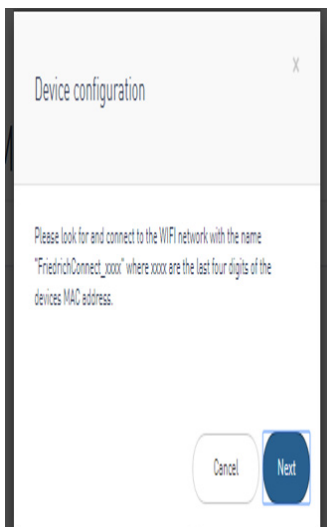 X
Device configuration
Please look for and connect to the WIFI network with the name
"FriedrichConnect_xxxx" where xxxx are the last four digits of the
devices MAC address.
Cancel
Next